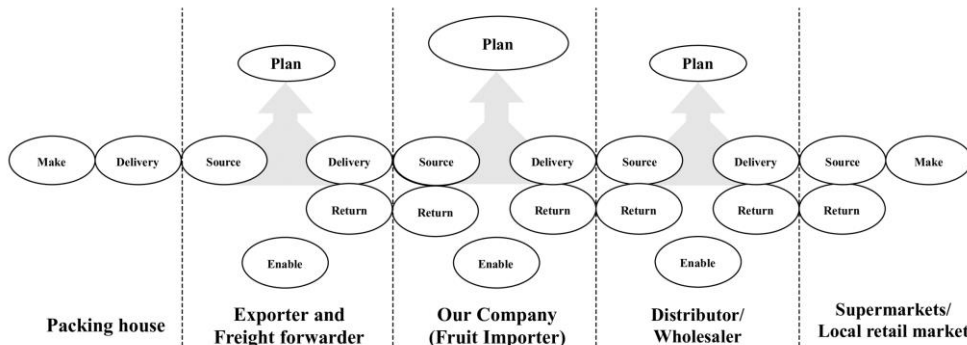 Plan
Plan
Plan
Make
Delivery
Source
Delivery
Source
Delivery
Source
Delivery
Source
Make
Return
Return
Return
Return
Return
Return
Enable
Enable
Enable
Packing house
Exporter and
Freight forwarder
Our Company
(Fruit Importer)
Distributor/
Wholesaler
Supermarkets/
Local retail market